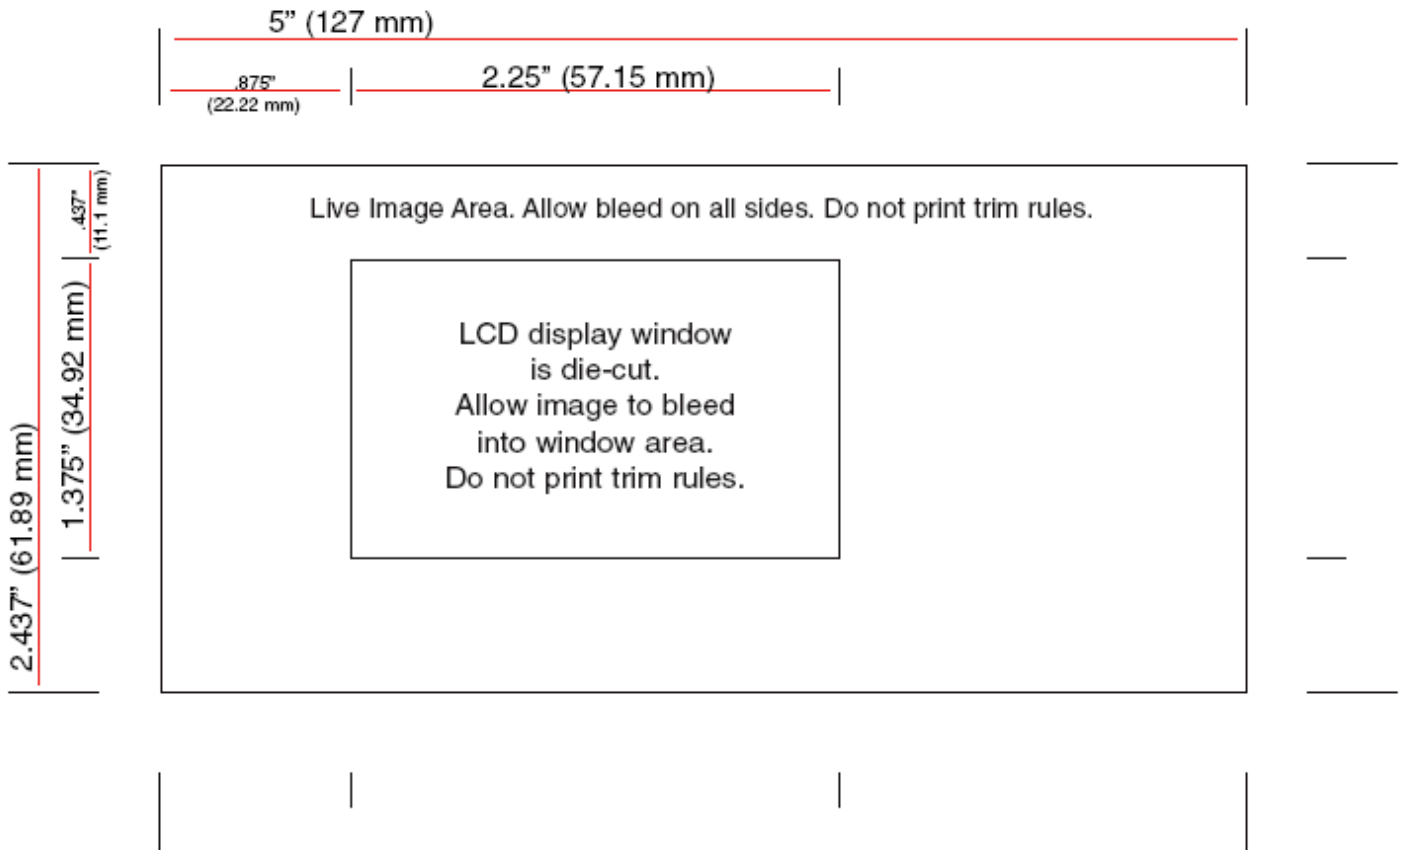 5” (127 mm)
.875”
(22.22 mm)
2.25” (57.15 mm)
.437”
(11.1 mm)
Live Image Area. Allow bleed on all sides. Do not print trim rules.
1.375” (34.92 mm)
2.437” (61.89 mm)
LCD display window
is die-cut.
Allow image to bleed
into window area.
Do not print trim rules.